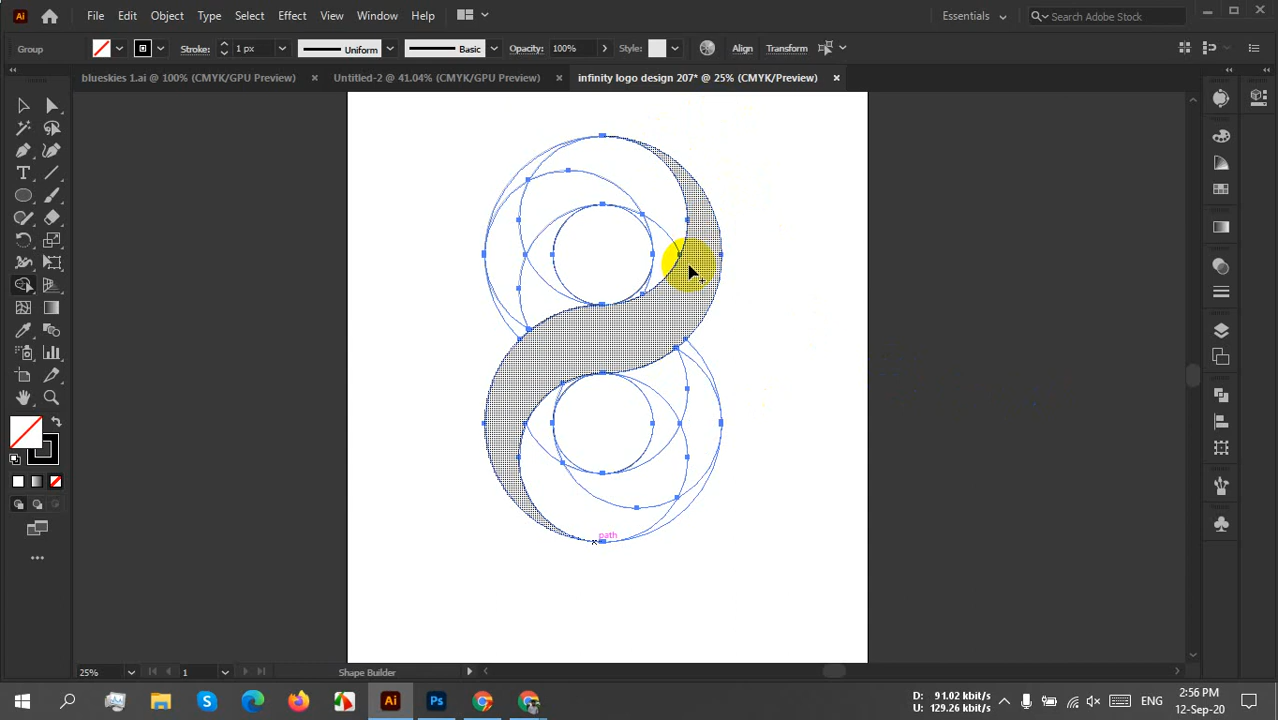 Ai File Edit Object Type Select Effect View Window Help Essentials Search Adobe Stock
Group Stroke: 1 px Uniform Basic Opacity: 100% Style: Align Transform
blueskies 1.ai @ 100% (CMYK/GPU Preview) Untitled-2 @ 41.04% (CMYK/GPU Preview) infinity logo design 207* @ 25% (CMYK/Preview)
path
25% 1 Shape Builder
Ai Ps S D: 91.02 kbit/s ENG 2:56 PM
U: 129.26 kbit/s 12-Sep-20